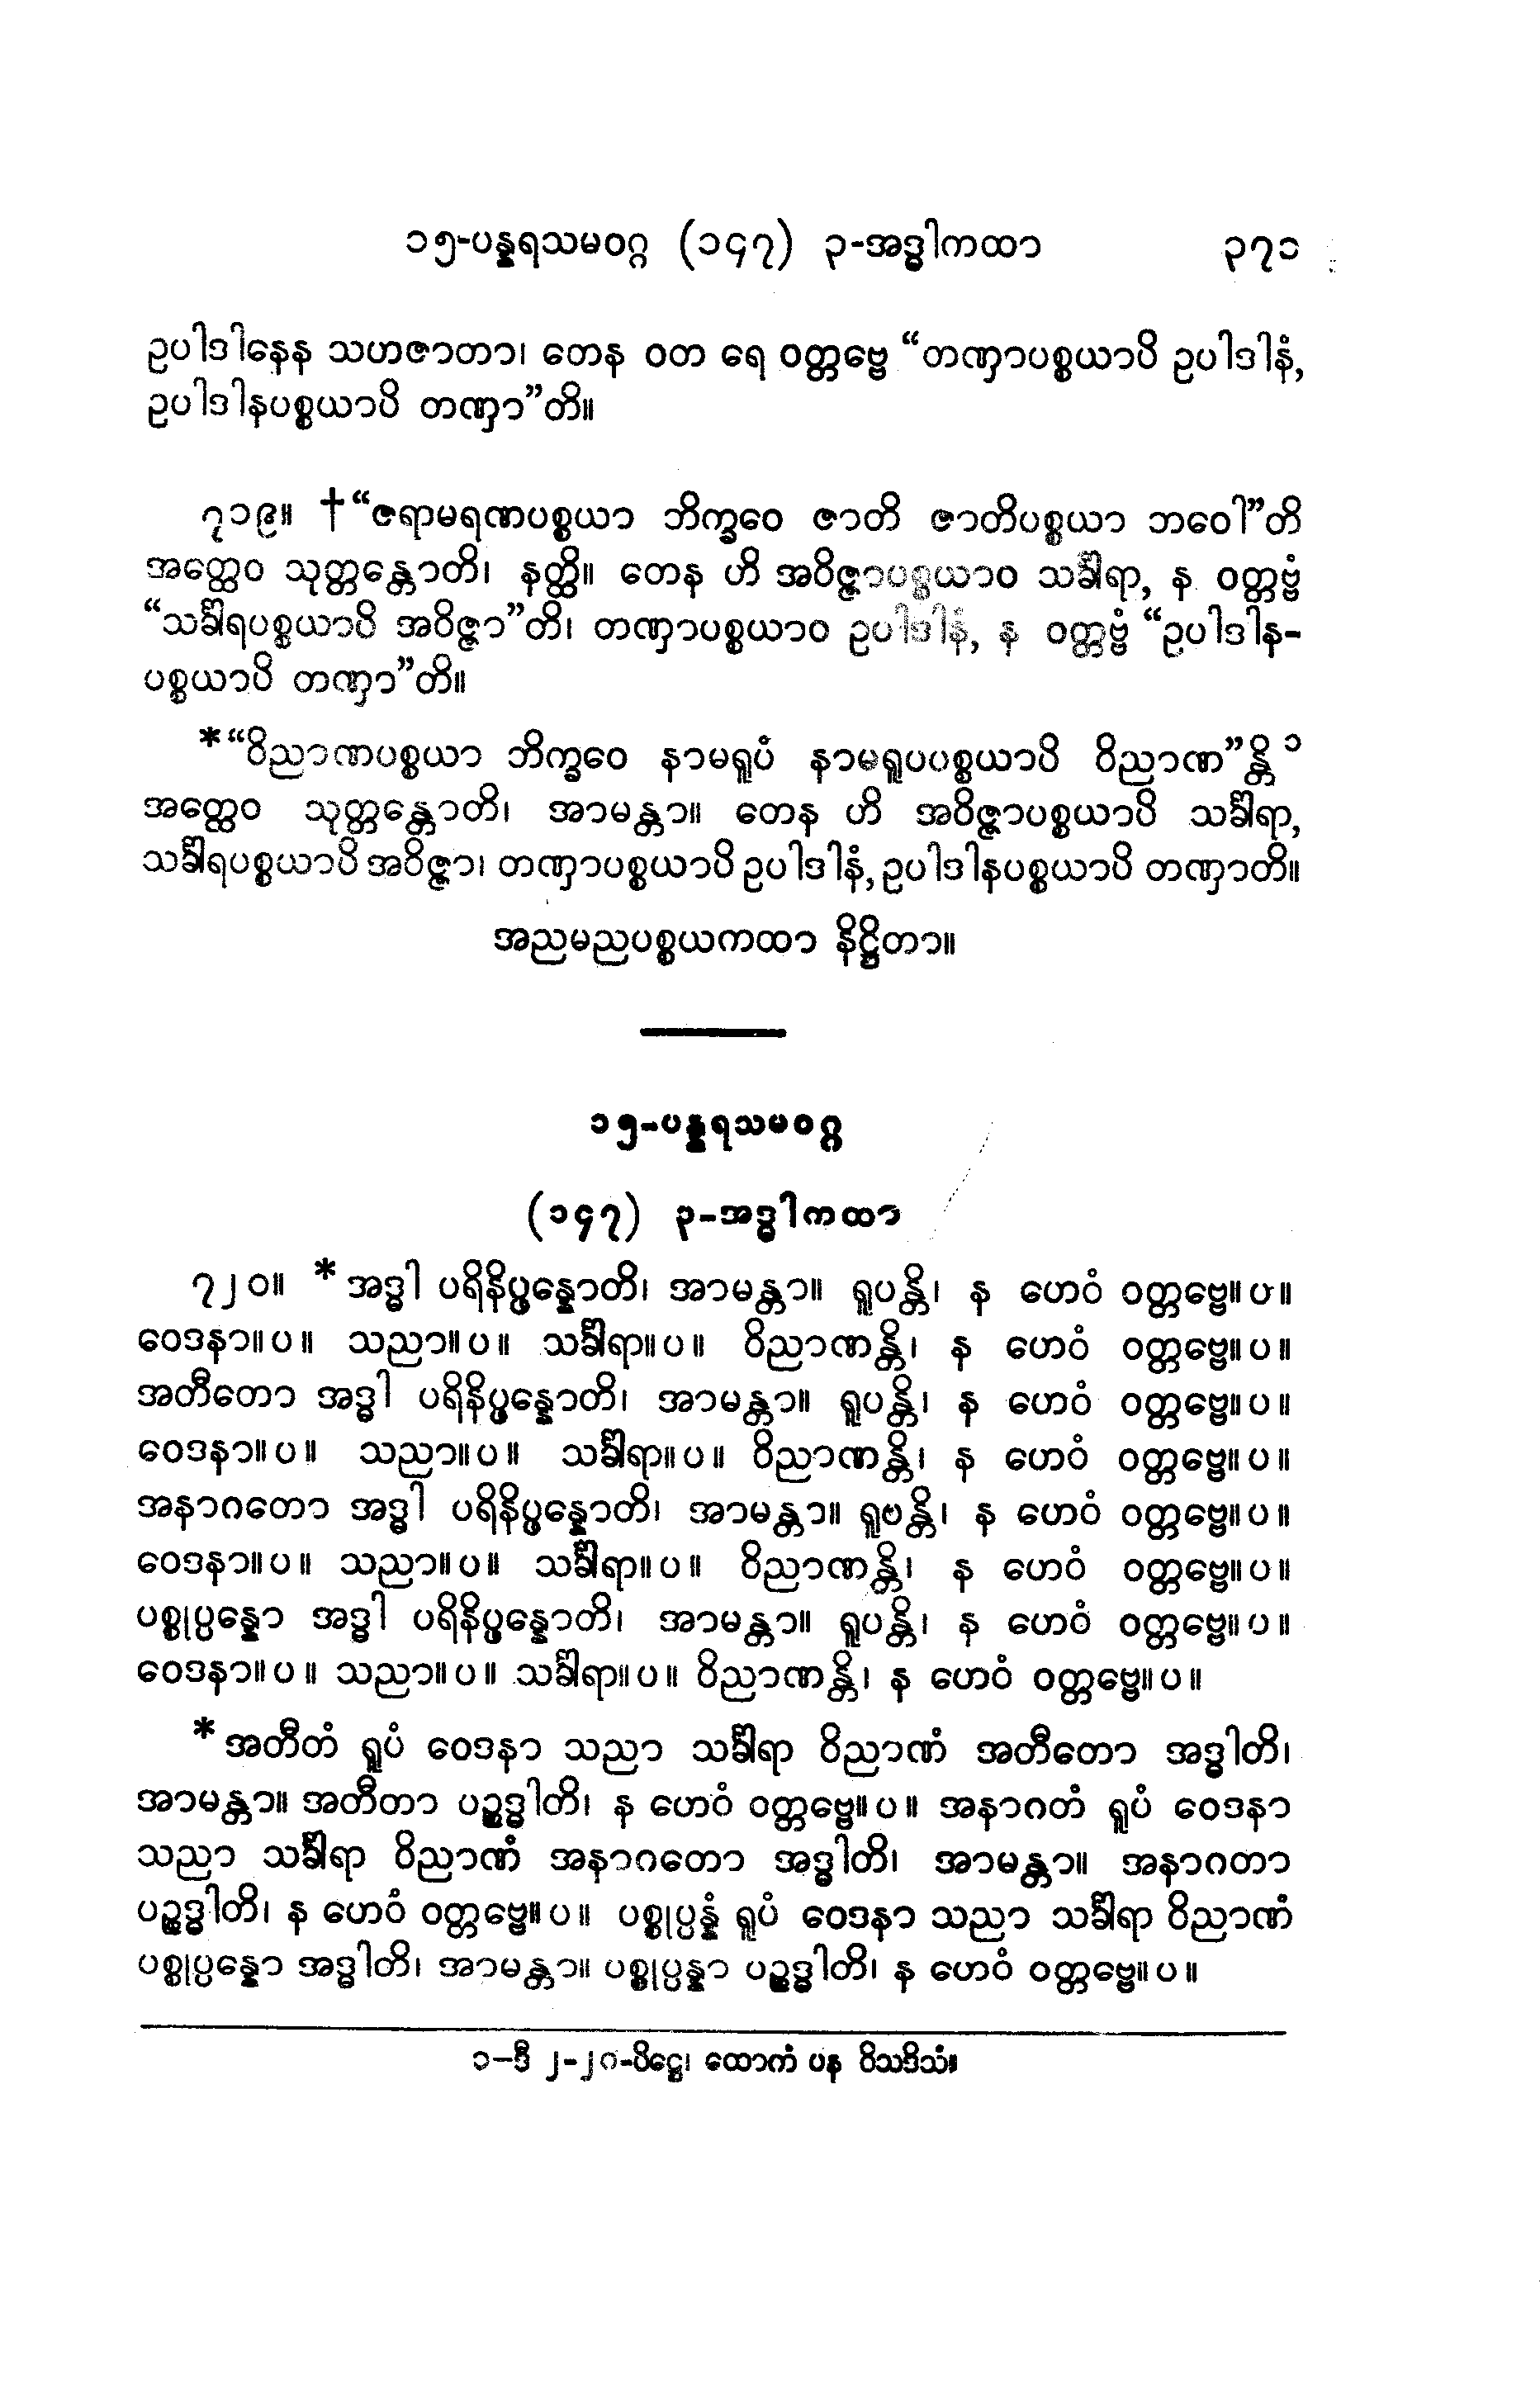 ၁၅-ပန္နရသမဝဂ္ဂ (၁၄၇) ၃-အဒ္ဓါကထာ ၃၇၁
ဥပါဒါနေန သဟဇာတာ၊ တေန ဝတ ရေ ဝတ္တဗ္ဗေ “တဏှာပစ္စယာပိ ဥပါဒါနံ,
ဥပါဒါနပစ္စယာပိ တဏှာ”တိ။
၇၁၉။ †“ဇရာမရဏပစ္စယာ ဘိက္ခဝေ ဇာတိ ဇာတိပစ္စယာ ဘဝေါ”တိ
အတ္ထေဝ သုတ္တန္တောတိ၊ နတ္ထိ။ တေန ဟိ အဝိဇ္ဇာပစ္စယာဝ သင်္ခါရာ, န ဝတ္တဗ္ဗံ
“သင်္ခါရပစ္စယာပိ အဝိဇ္ဇာ”တိ၊ တဏှာပစ္စယာဝ ဥပါဒါနံ, န ဝတ္တဗ္ဗံ “ဥပါဒါန-
ပစ္စယာပိ တဏှာ”တိ။
*“ဝိညာဏပစ္စယာ ဘိက္ခဝေ နာမရူပံ နာမရူပပစ္စယာပိ ဝိညာဏ”န္တိ ၁
အတ္ထေဝ သုတ္တန္တောတိ၊ အာမန္တာ။ တေန ဟိ အဝိဇ္ဇာပစ္စယာပိ သင်္ခါရာ,
သင်္ခါရပစ္စယာပိ အဝိဇ္ဇာ၊ တဏှာပစ္စယာပိ ဥပါဒါနံ, ဥပါဒါနပစ္စယာပိ တဏှာတိ။
အညမညပစ္စယကထာ နိဋ္ဌိတာ။
၁၅-ပန္နရသမဝဂ္ဂ
(၁၄၇) ၃-အဒ္ဓါကထာ
၇၂၀။ * အဒ္ဓါ ပရိနိပ္ဖန္နောတိ၊ အာမန္တာ။ ရူပန္တိ၊ န ဟေဝံ ဝတ္တဗ္ဗေ။ပ။
ဝေဒနာ။ပ။ သညာ။ပ။ သင်္ခါရာ။ပ။ ဝိညာဏန္တိ၊ န ဟေဝံ ဝတ္တဗ္ဗေ။ပ။
အတီတော အဒ္ဓါ ပရိနိပ္ဖန္နောတိ၊ အာမန္တာ။ ရူပန္တိ၊ န ဟေဝံ ဝတ္တဗ္ဗေ။ပ။
ဝေဒနာ။ပ။ သညာ။ပ။ သင်္ခါရာ။ပ။ ဝိညာဏန္တိ၊ န ဟေဝံ ဝတ္တဗ္ဗေ။ပ။
အနာဂတော အဒ္ဓါ ပရိနိပ္ဖန္နောတိ၊ အာမန္တာ။ ရူပန္တိ၊ န ဟေဝံ ဝတ္တဗ္ဗေ။ပ။
ဝေဒနာ။ပ။ သညာ။ပ။ သင်္ခါရာ။ပ။ ဝိညာဏန္တိ၊ န ဟေဝံ ဝတ္တဗ္ဗေ။ပ။
ပစ္စုပ္ပန္နော အဒ္ဓါ ပရိနိပ္ဖန္နောတိ၊ အာမန္တာ။ ရူပန္တိ၊ န ဟေဝံ ဝတ္တဗ္ဗေ။ပ။
ဝေဒနာ။ပ။ သညာ။ပ။ သင်္ခါရာ။ပ။ ဝိညာဏန္တိ၊ န ဟေဝံ ဝတ္တဗ္ဗေ။ပ။
* အတီတံ ရူပံ ဝေဒနာ သညာ သင်္ခါရာ ဝိညာဏံ အတီတော အဒ္ဓါတိ၊
အာမန္တာ။ အတီတာ ပဉ္စဒ္ဓါတိ၊ န ဟေဝံ ဝတ္တဗ္ဗေ။ပ။ အနာဂတံ ရူပံ ဝေဒနာ
သညာ သင်္ခါရာ ဝိညာဏံ အနာဂတော အဒ္ဓါတိ၊ အာမန္တာ။ အနာဂတာ
ပဉ္စဒ္ဓါတိ၊ န ဟေဝံ ဝတ္တဗ္ဗေ။ပ။ ပစ္စုပ္ပန္နံ ရူပံ ဝေဒနာ သညာ သင်္ခါရာ ဝိညာဏံ
ပစ္စုပ္ပန္နော အဒ္ဓါတိ၊ အာမန္တာ။ ပစ္စုပ္ပန္နာ ပဉ္စဒ္ဓါတိ၊ န ဟေဝံ ဝတ္တဗ္ဗေ။ပ။
၁-ဒီ ၂-၂၈-ပိဋ္ဌေ၊ ထောကံ ပန ဝိသဒိသံ။